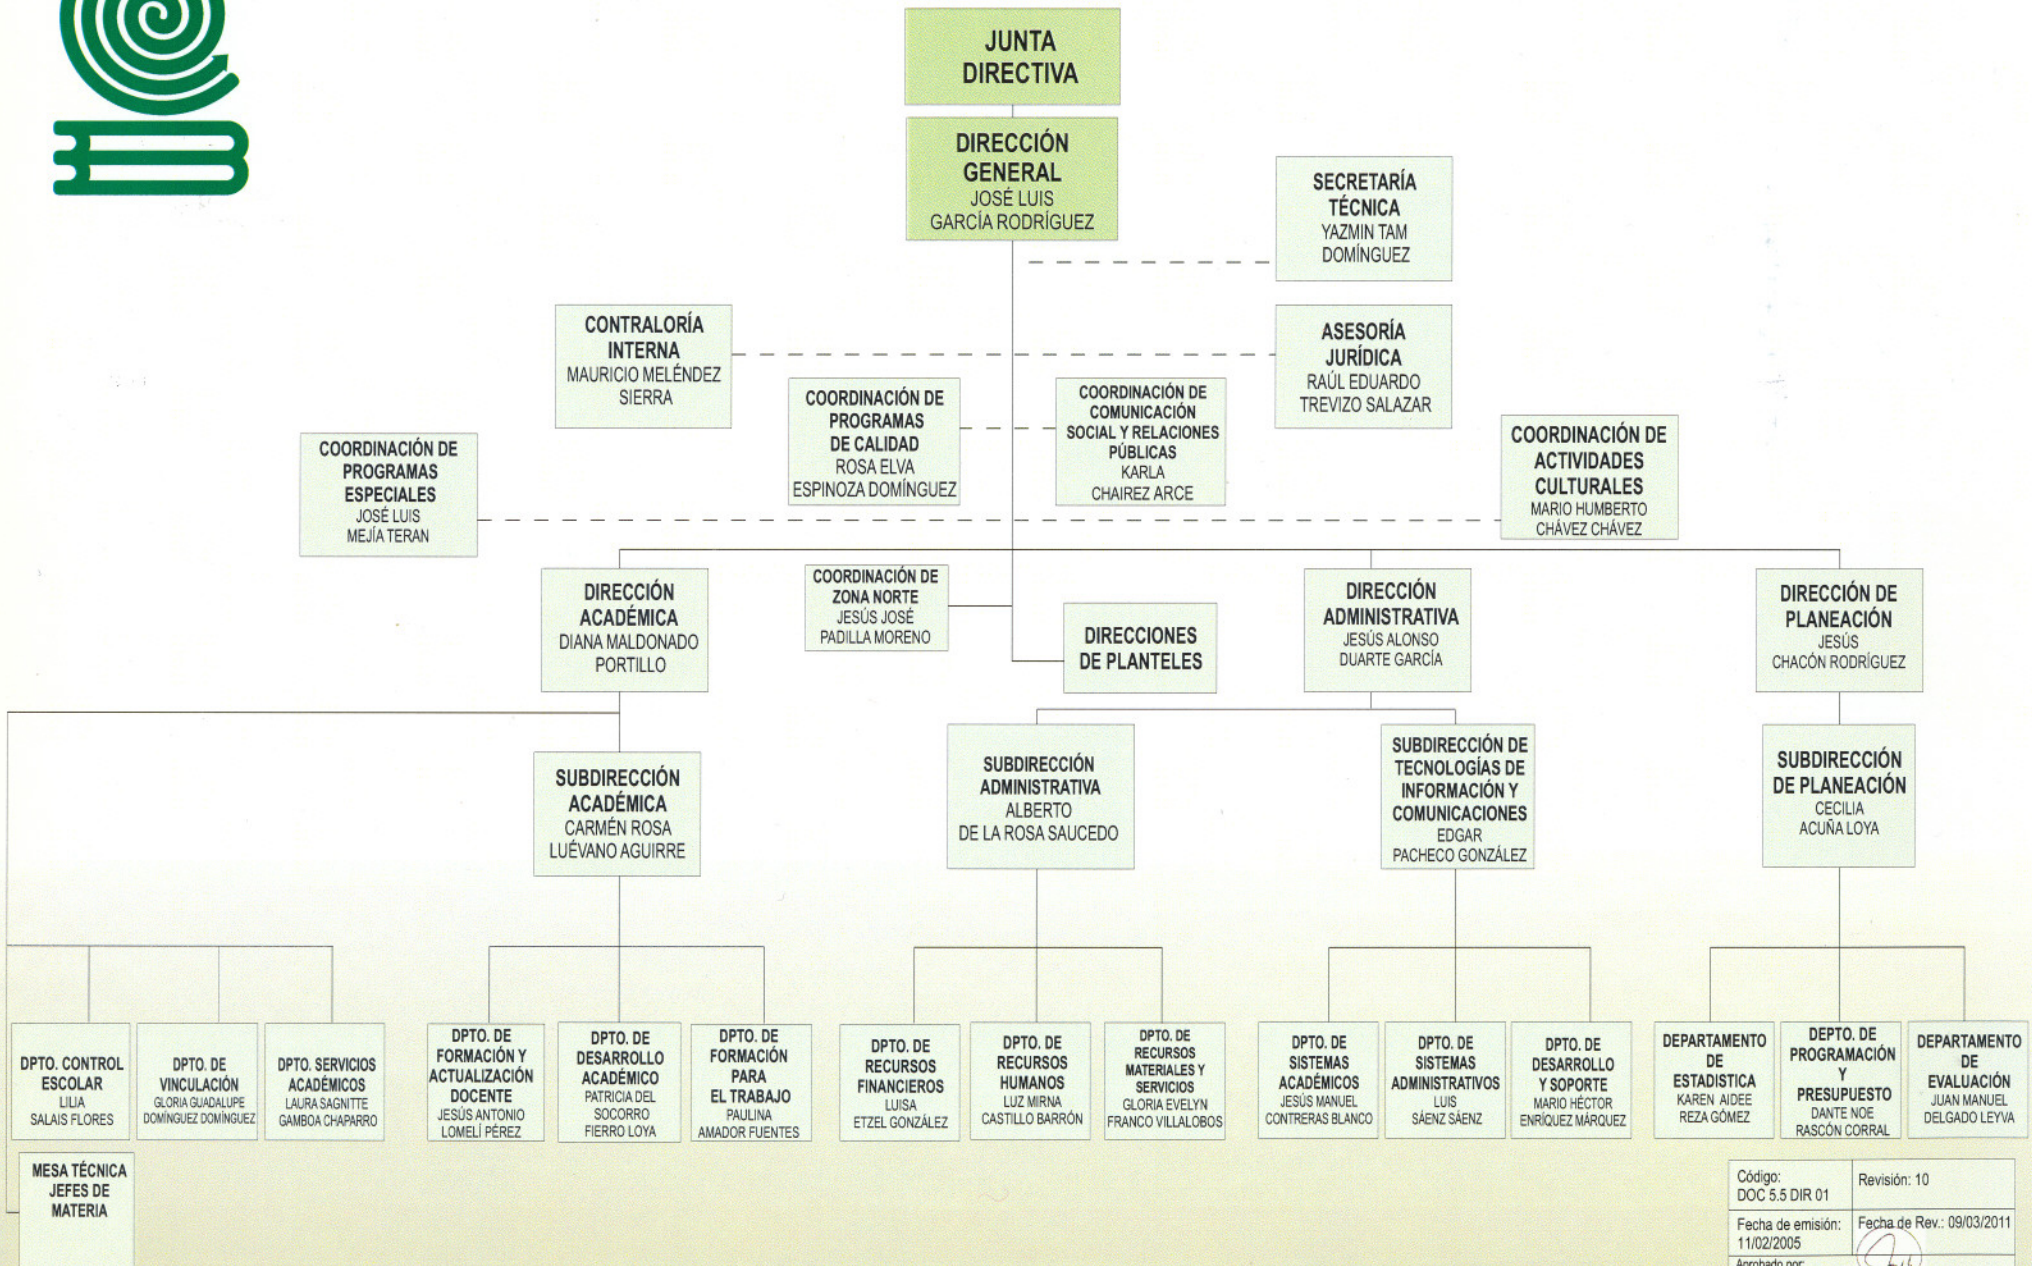 JUNTA
DIRECTIVA
DIRECCIÓN
GENERAL
JOSÉ LUIS
GARCÍA RODRÍGUEZ
SECRETARÍA
TÉCNICA
YAZMIN TAM
DOMÍNGUEZ
CONTRALORÍA
INTERNA
MAURICIO MELÉNDEZ
SIERRA
ASESORÍA
JURÍDICA
RAÚL EDUARDO
TREVIZO SALAZAR
COORDINACIÓN DE
PROGRAMAS
DE CALIDAD
ROSA ELVA
ESPINOZA DOMÍNGUEZ
COORDINACIÓN DE
COMUNICACIÓN
SOCIAL Y RELACIONES
PÚBLICAS
KARLA
CHAIREZ ARCE
COORDINACIÓN DE
PROGRAMAS
ESPECIALES
JOSÉ LUIS
MEJÍA TERAN
COORDINACIÓN DE
ACTIVIDADES
CULTURALES
MARIO HUMBERTO
CHÁVEZ CHÁVEZ
DIRECCIÓN
ACADÉMICA
DIANA MALDONADO
PORTILLO
COORDINACIÓN DE
ZONA NORTE
JESÚS JOSÉ
PADILLA MORENO
DIRECCIONES
DE PLANTELES
DIRECCIÓN
ADMINISTRATIVA
JESÚS ALONSO
DUARTE GARCÍA
DIRECCIÓN DE
PLANEACIÓN
JESÚS
CHACÓN RODRÍGUEZ
SUBDIRECCIÓN
ACADÉMICA
CARMÉN ROSA
LUÉVANO AGUIRRE
SUBDIRECCIÓN
ADMINISTRATIVA
ALBERTO
DE LA ROSA SAUCEDO
SUBDIRECCIÓN DE
TECNOLOGÍAS DE
INFORMACIÓN Y
COMUNICACIONES
EDGAR
PACHECO GONZÁLEZ
SUBDIRECCIÓN
DE PLANEACIÓN
CECILIA
ACUÑA LOYA
DPTO. CONTROL
ESCOLAR
LILIA
SALAIS FLORES
DPTO. DE
VINCULACIÓN
GLORIA GUADALUPE
DOMÍNGUEZ DOMÍNGUEZ
DPTO. SERVICIOS
ACADÉMICOS
LAURA SAGNITTE
GAMBOA CHAPARRO
DPTO. DE
FORMACIÓN Y
ACTUALIZACIÓN
DOCENTE
JESÚS ANTONIO
LOMELÍ PÉREZ
DPTO. DE
DESARROLLO
ACADÉMICO
PATRICIA DEL
SOCORRO
FIERRO LOYA
DPTO. DE
FORMACIÓN
PARA
EL TRABAJO
PAULINA
AMADOR FUENTES
DPTO. DE
RECURSOS
FINANCIEROS
LUISA
ETZEL GONZÁLEZ
DPTO. DE
RECURSOS
HUMANOS
LUZ MIRNA
CASTILLO BARRÓN
DPTO. DE
RECURSOS
MATERIALES Y
SERVICIOS
GLORIA EVELYN
FRANCO VILLALOBOS
DPTO. DE
SISTEMAS
ACADÉMICOS
JESÚS MANUEL
CONTRERAS BLANCO
DPTO. DE
SISTEMAS
ADMINISTRATIVOS
LUIS
SÁENZ SÁENZ
DPTO. DE
DESARROLLO
Y SOPORTE
MARIO HÉCTOR
ENRÍQUEZ MÁRQUEZ
DEPARTAMENTO
DE
ESTADISTICA
KAREN AIDEE
REZA GÓMEZ
DEPTO. DE
PROGRAMACIÓN
Y
PRESUPUESTO
DANTE NOE
RASCÓN CORRAL
DEPARTAMENTO
DE
EVALUACIÓN
JUAN MANUEL
DELGADO LEYVA
MESA TÉCNICA
JEFES DE
MATERIA
Código:
DOC 5.5 DIR 01
Revisión: 10
Fecha de emisión:
11/02/2005
Fecha de Rev.: 09/03/2011
Aprobado por: